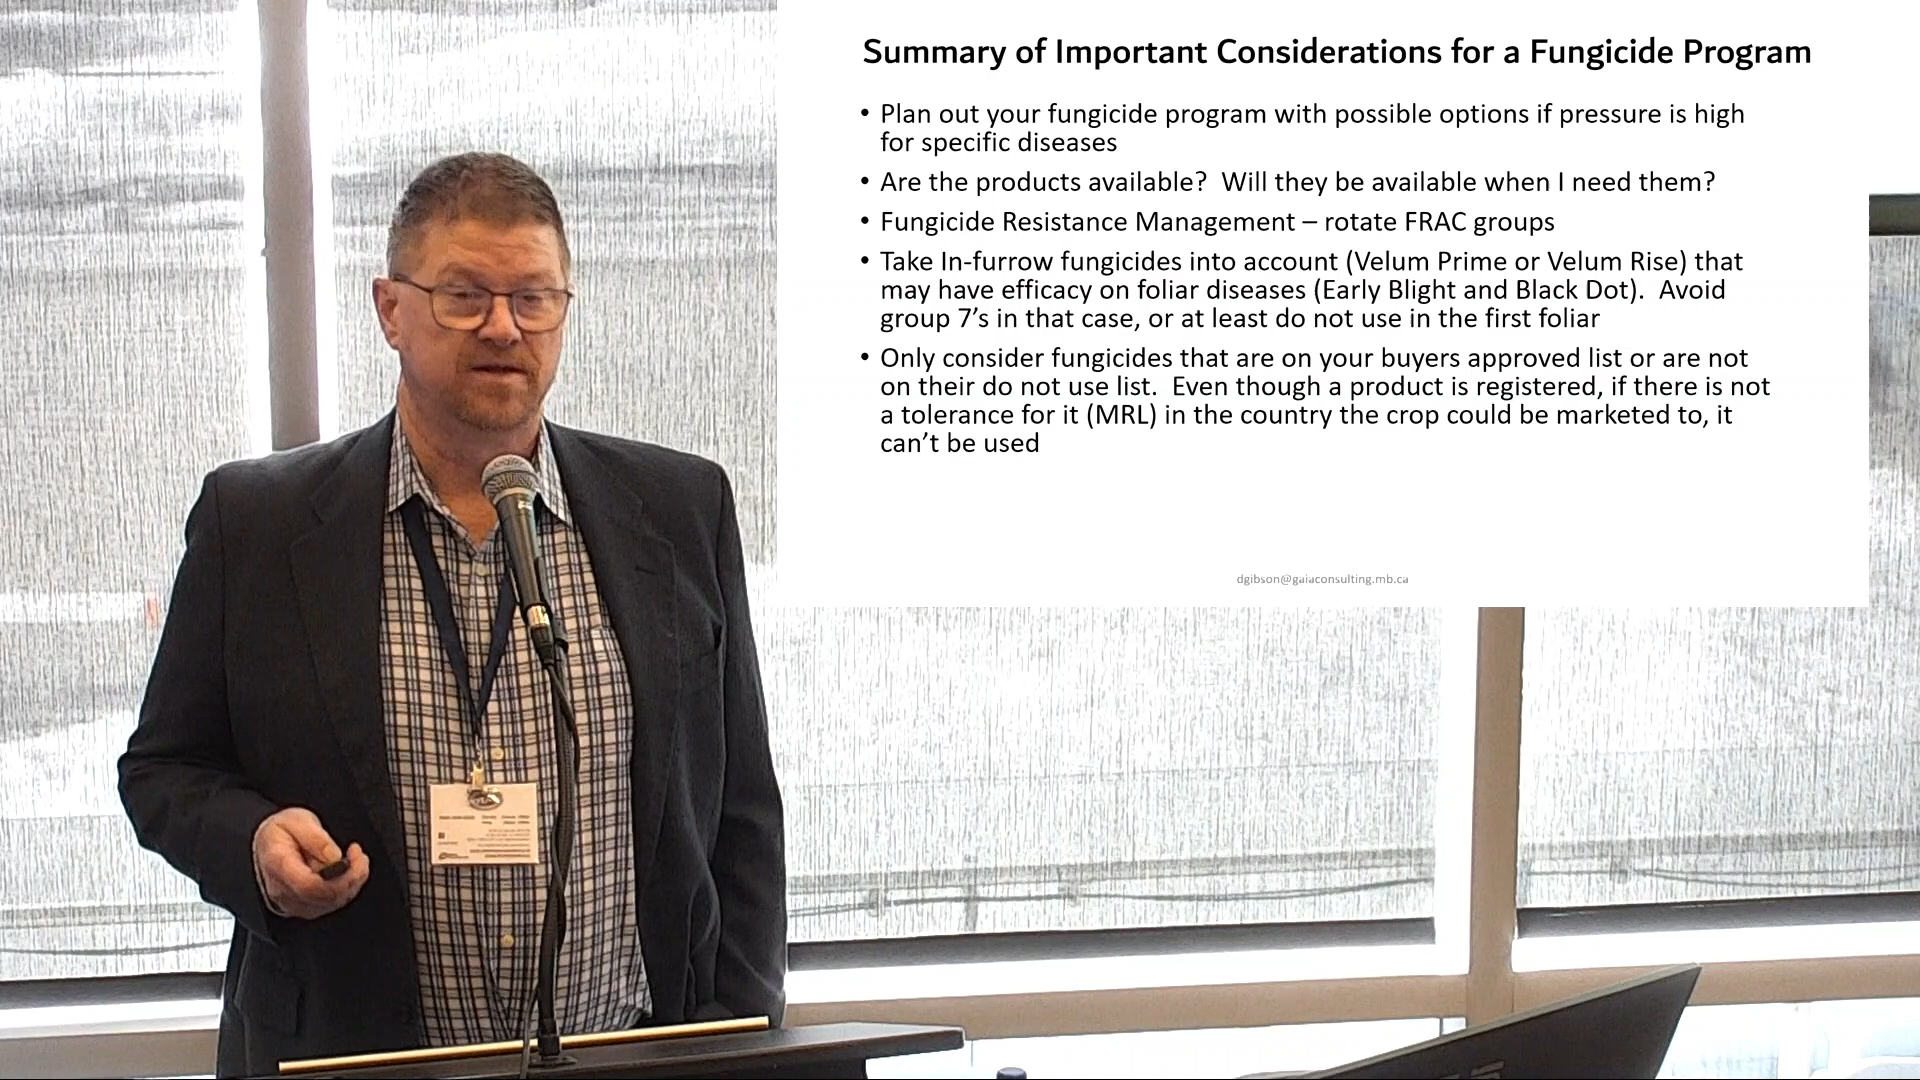 Summary of Important Considerations for a Fungicide Program
• Plan out your fungicide program with possible options if pressure is high
for specific diseases
• Are the products available?  Will they be available when I need them?
• Fungicide Resistance Management – rotate FRAC groups
• Take In-furrow fungicides into account (Velum Prime or Velum Rise) that
may have efficacy on foliar diseases (Early Blight and Black Dot).  Avoid
group 7’s in that case, or at least do not use in the first foliar
• Only consider fungicides that are on your buyers approved list or are not
on their do not use list.  Even though a product is registered, if there is not
a tolerance for it (MRL) in the country the crop could be marketed to, it
can’t be used
dgibson@gaiaconsulting.mb.ca